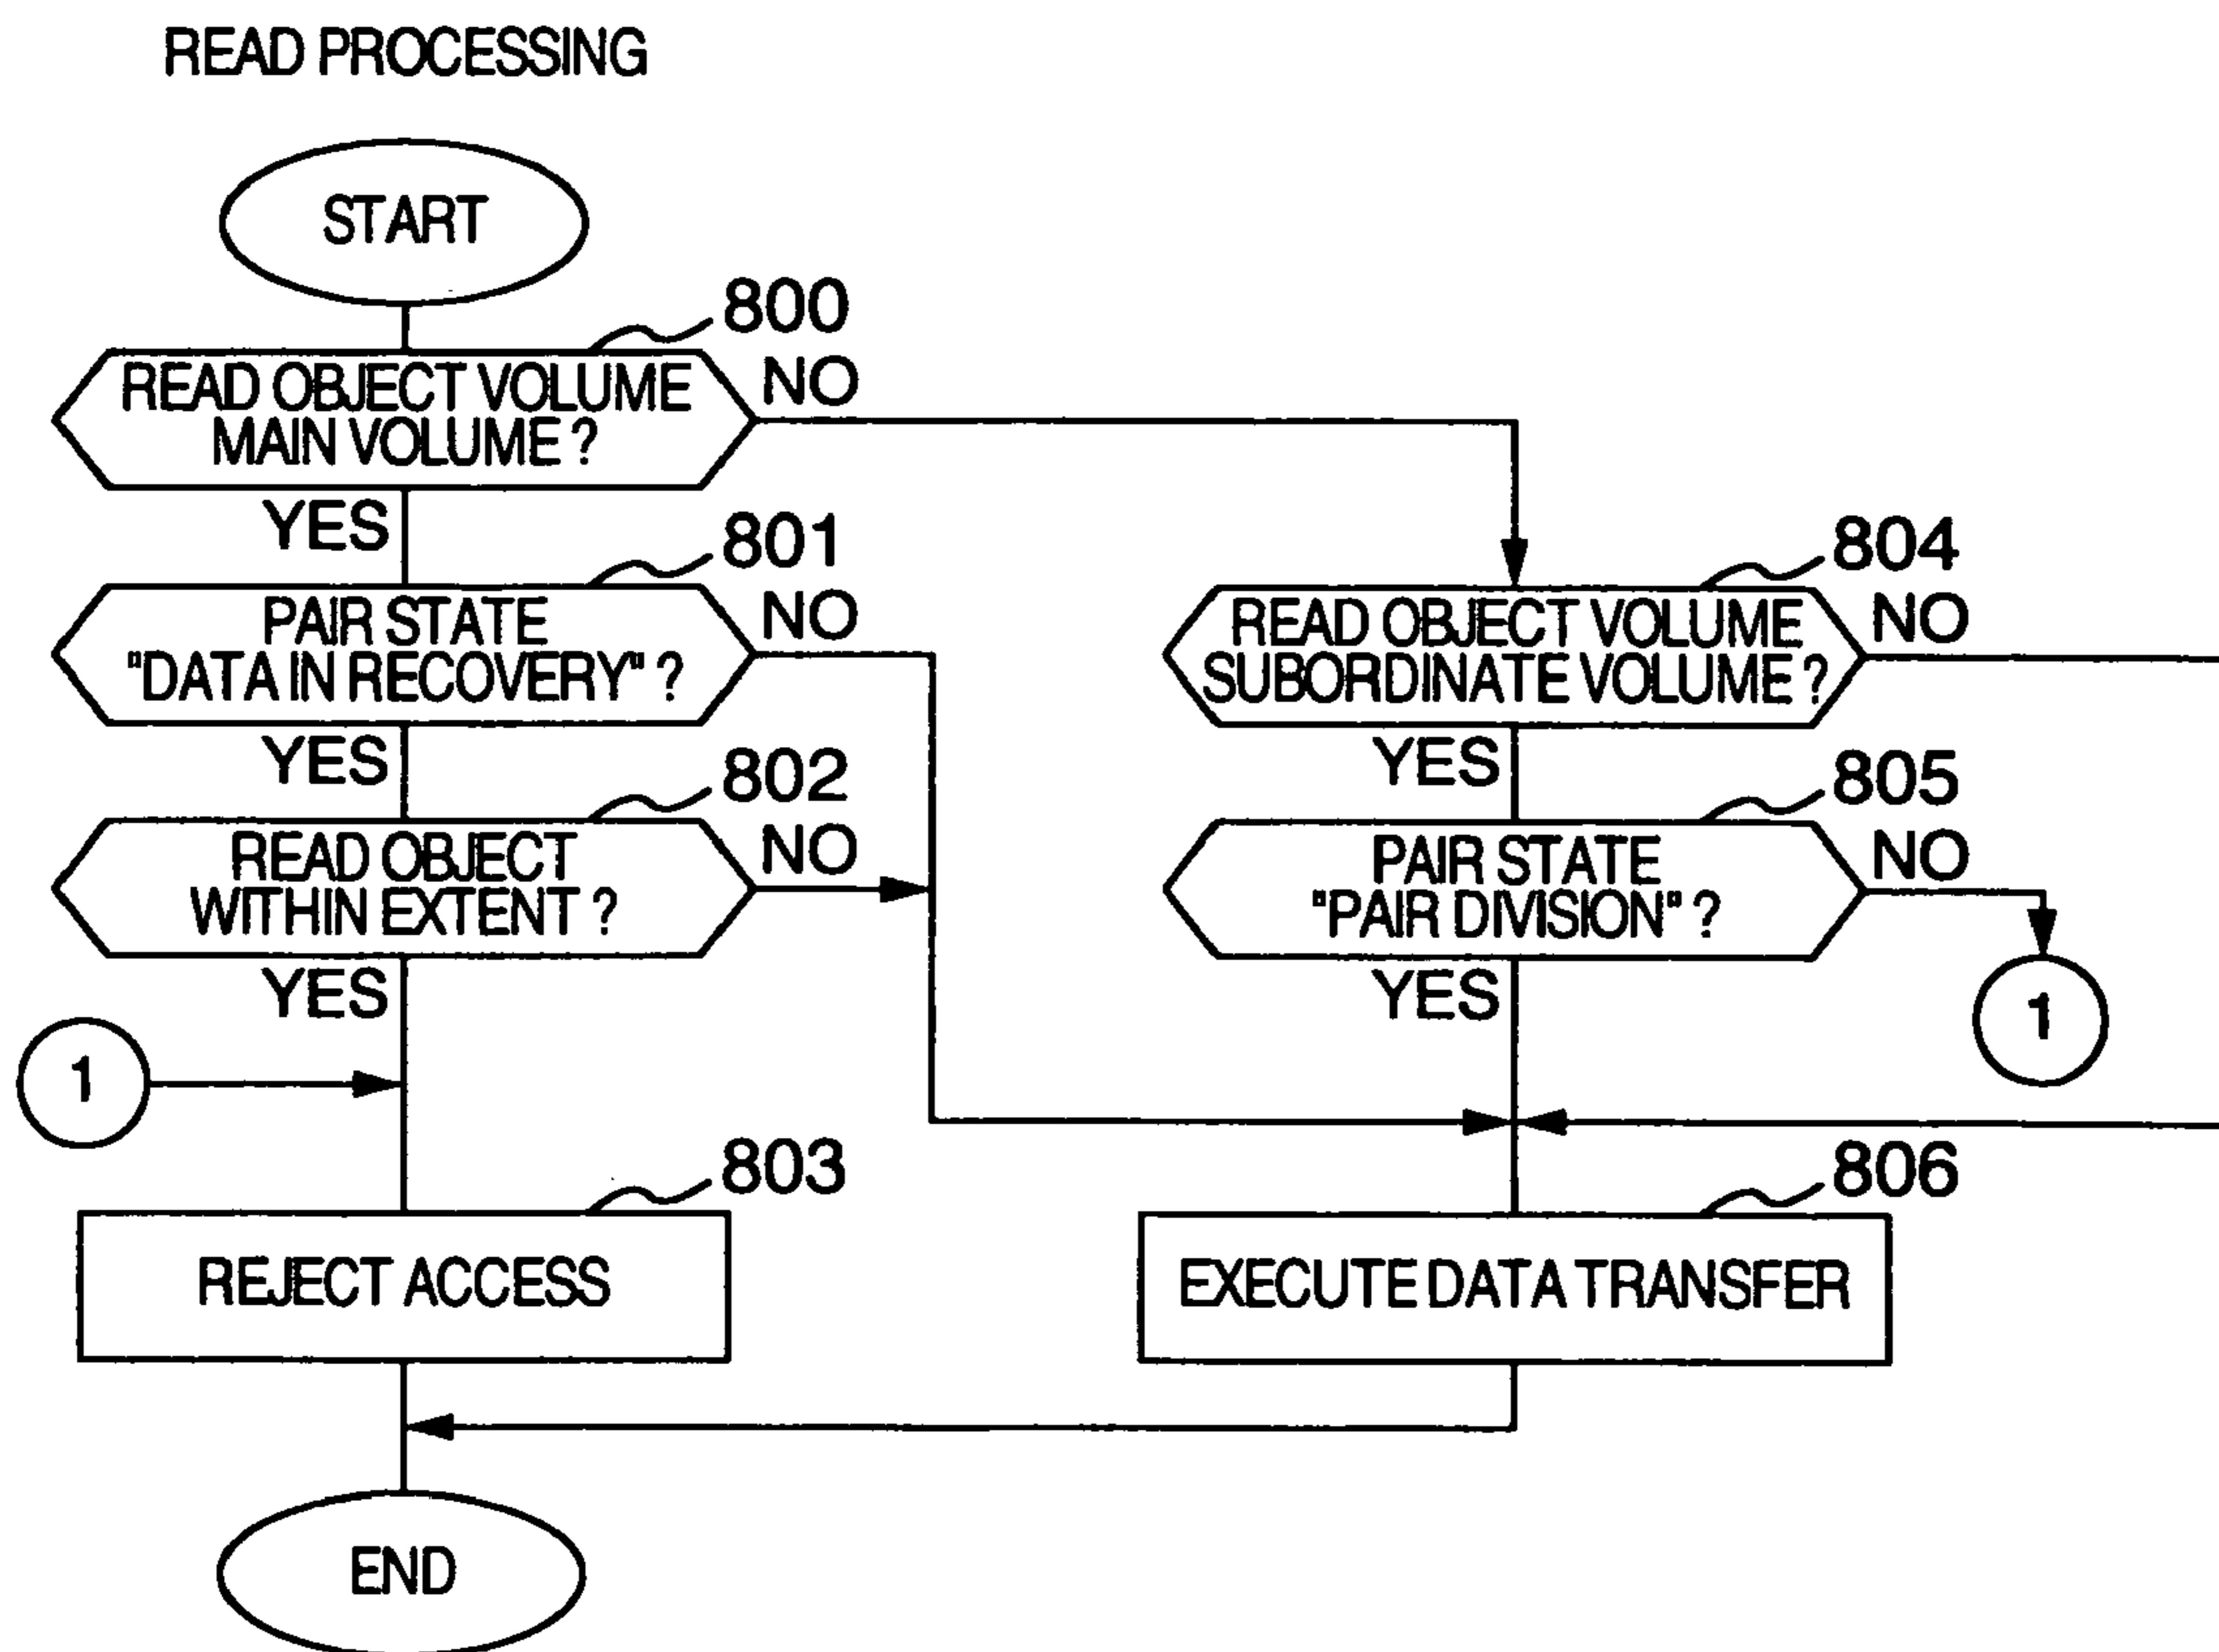 READ PROCESSING
START
800
READ OBJECT VOLUME
MAIN VOLUME ?
NO
YES
801
PAIR STATE
"DATA IN RECOVERY" ?
NO
YES
802
READ OBJECT
WITHIN EXTENT ?
NO
YES
1
803
REJECT ACCESS
END
804
READ OBJECT VOLUME
SUBORDINATE VOLUME ?
NO
YES
805
PAIR STATE
"PAIR DIVISION" ?
NO
YES
1
806
EXECUTE DATA TRANSFER